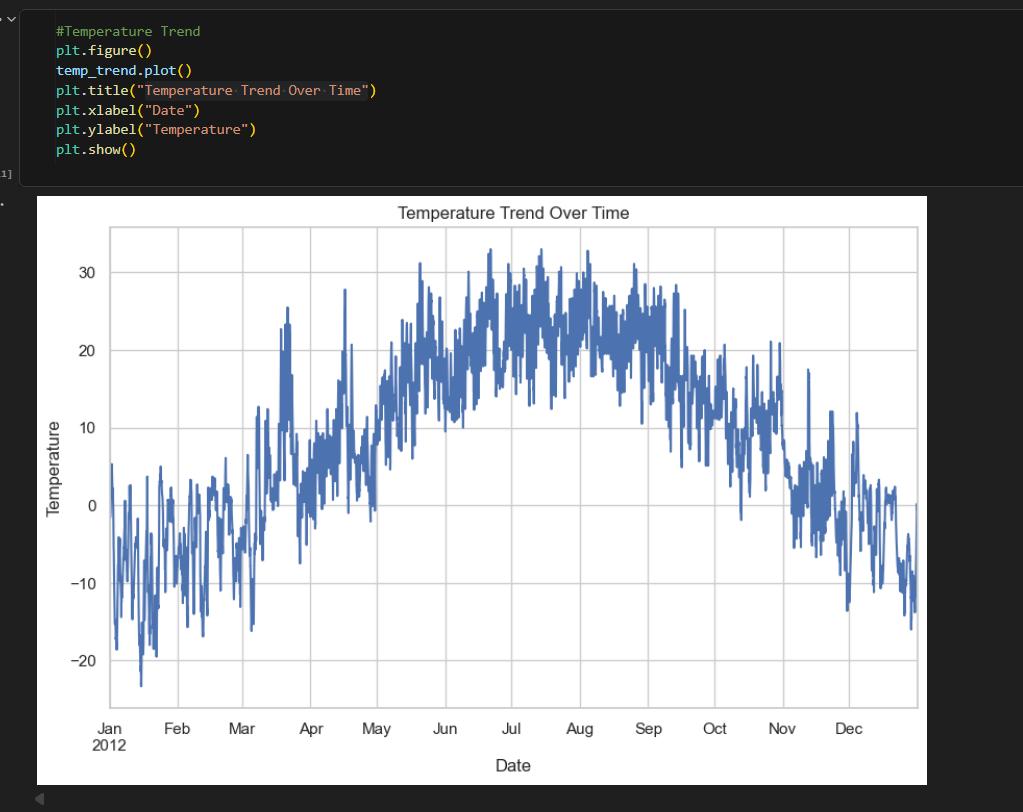 #Temperature Trend
plt.figure()
temp_trend.plot()
plt.title("Temperature Trend Over Time")
plt.xlabel("Date")
plt.ylabel("Temperature")
plt.show()
1]
Temperature Trend Over Time
30
20
10
0
−10
−20
Temperature
Jan Feb Mar Apr May Jun Jul Aug Sep Oct Nov Dec
2012
Date